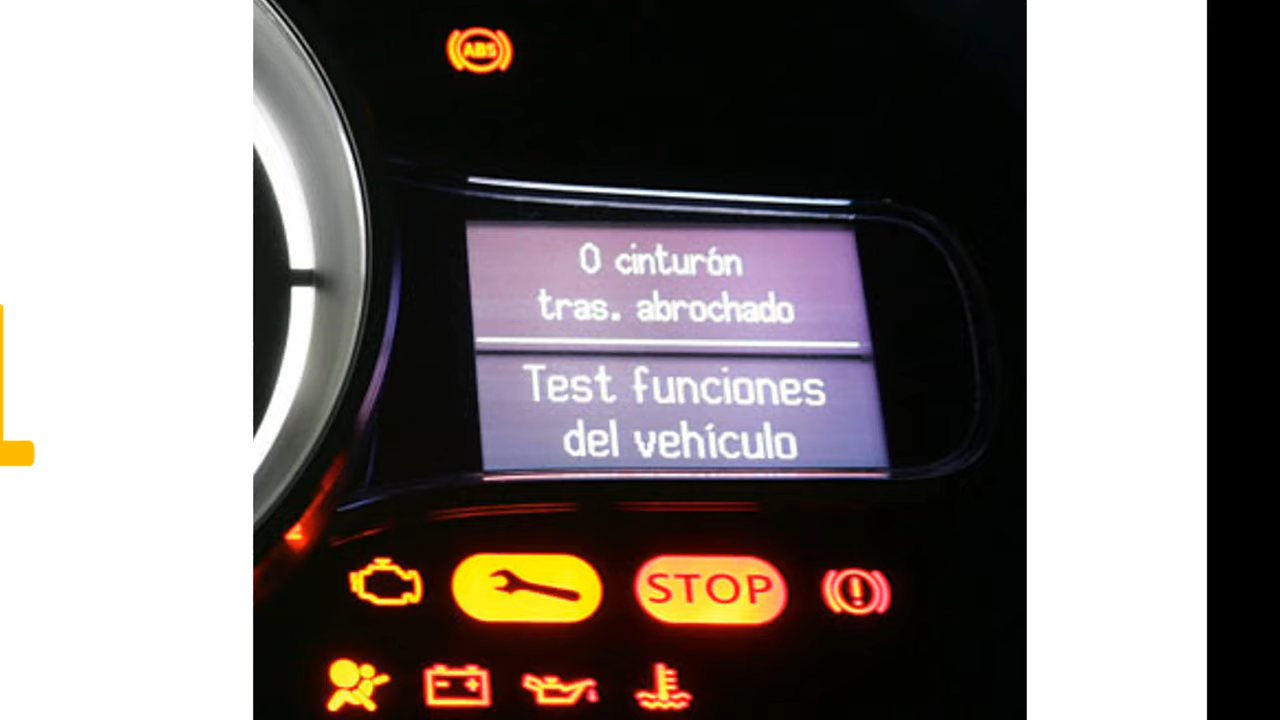 ABS
0 cinturón
tras. abrochado
Test funciones
del vehículo
STOP